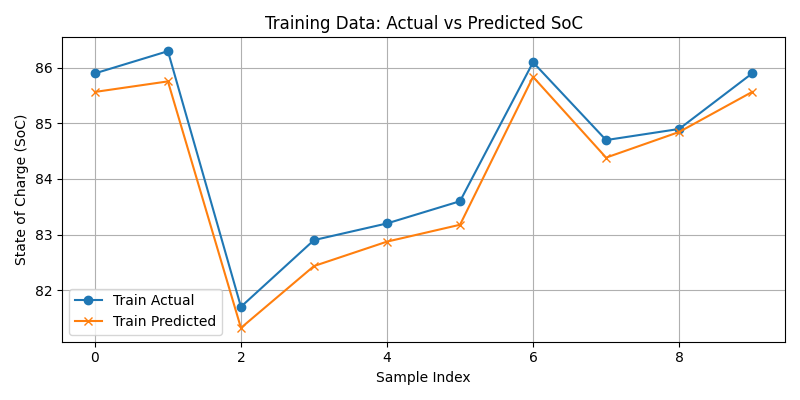 Training Data: Actual vs Predicted SoC
State of Charge (SoC)
86
85
84
83
82
Train Actual
Train Predicted
0 2 4 6 8
Sample Index